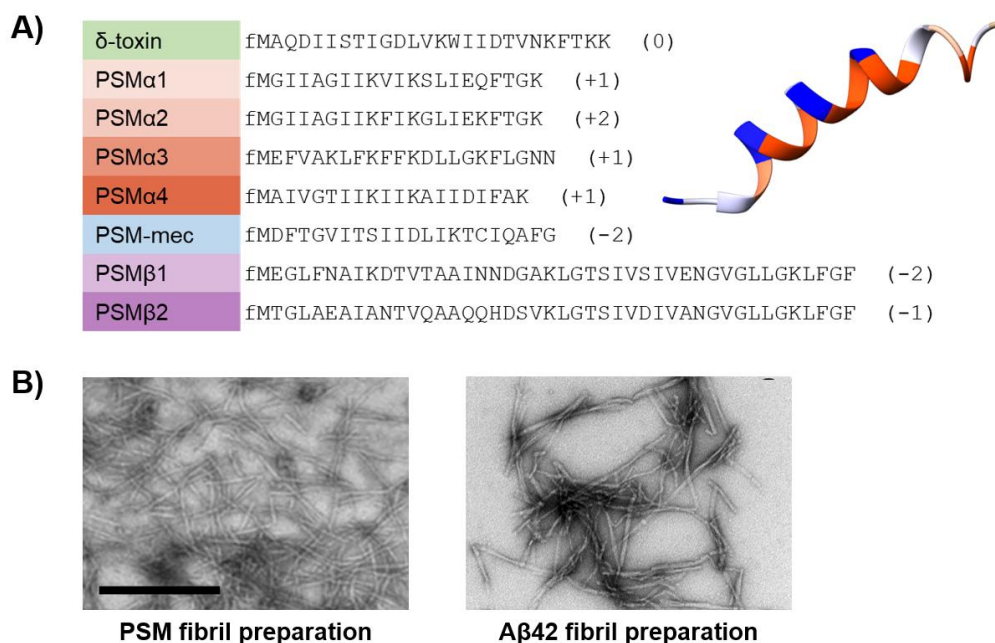 A)
δ-toxin fMAQDIISTIGDLVKWIIDTVNKFTKK (0)
PSMα1 fMGIIAGIIKVIKSLIEQFTGK (+1)
PSMα2 fMGIIAGIIKFIKGLIEKFTGK (+2)
PSMα3 fMEFVAKLFKFFKDLLGKFLGNN (+1)
PSMα4 fMAIVGTIIKIIKAIIDIFAK (+1)
PSM-mec fMDFTGVITSIIDLIKTCIQAFG (-2)
PSMβ1 fMEGLFNAIKDTVTAAINNDGAKLGTSIVSIVENGVGLLGKLFGF (-2)
PSMβ2 fMTGLAEAIANTVQAAQQHDSVKLGTSIVDIVANGVGLLGKLFGF (-1)
B)
PSM fibril preparation
Aβ42 fibril preparation